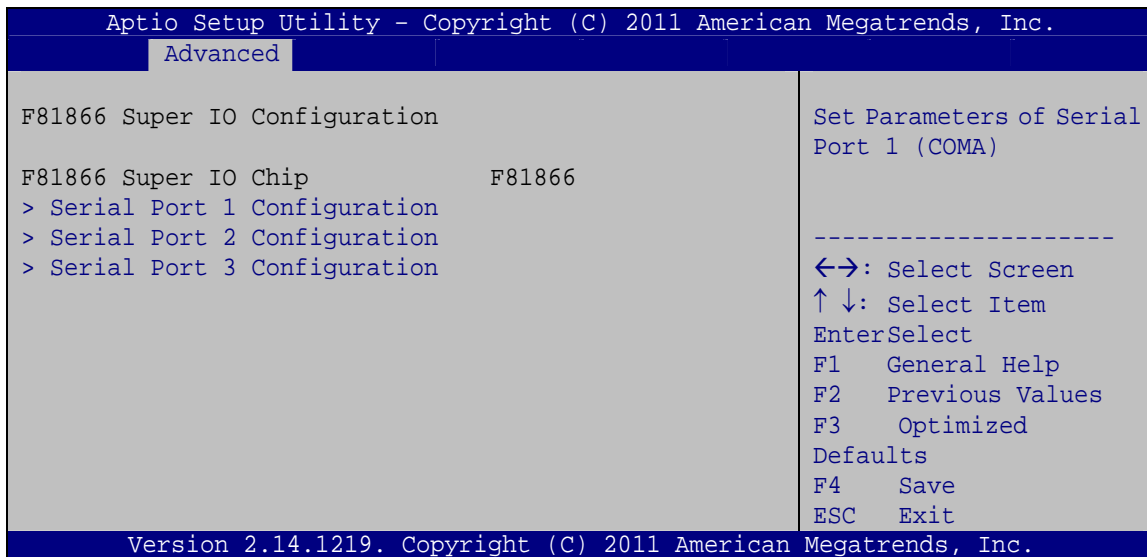 Aptio Setup Utility – Copyright (C) 2011 American Megatrends, Inc.
Advanced
F81866 Super IO Configuration
F81866 Super IO Chip F81866
> Serial Port 1 Configuration
> Serial Port 2 Configuration
> Serial Port 3 Configuration
Set Parameters of Serial
Port 1 (COMA)
---------------------
←→: Select Screen
↑ ↓: Select Item
EnterSelect
F1 General Help
F2 Previous Values
F3 Optimized
Defaults
F4 Save
ESC Exit
Version 2.14.1219. Copyright (C) 2011 American Megatrends, Inc.